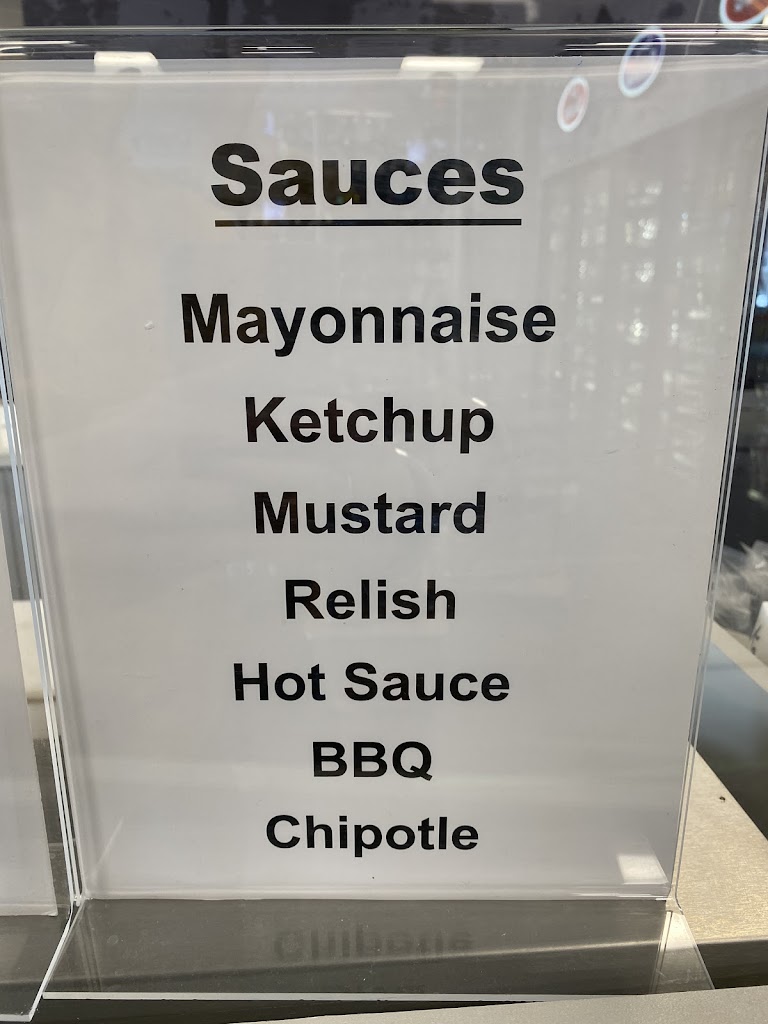 Sauces
Mayonnaise
Ketchup
Mustard
Relish
Hot Sauce
BBQ
Chipotle